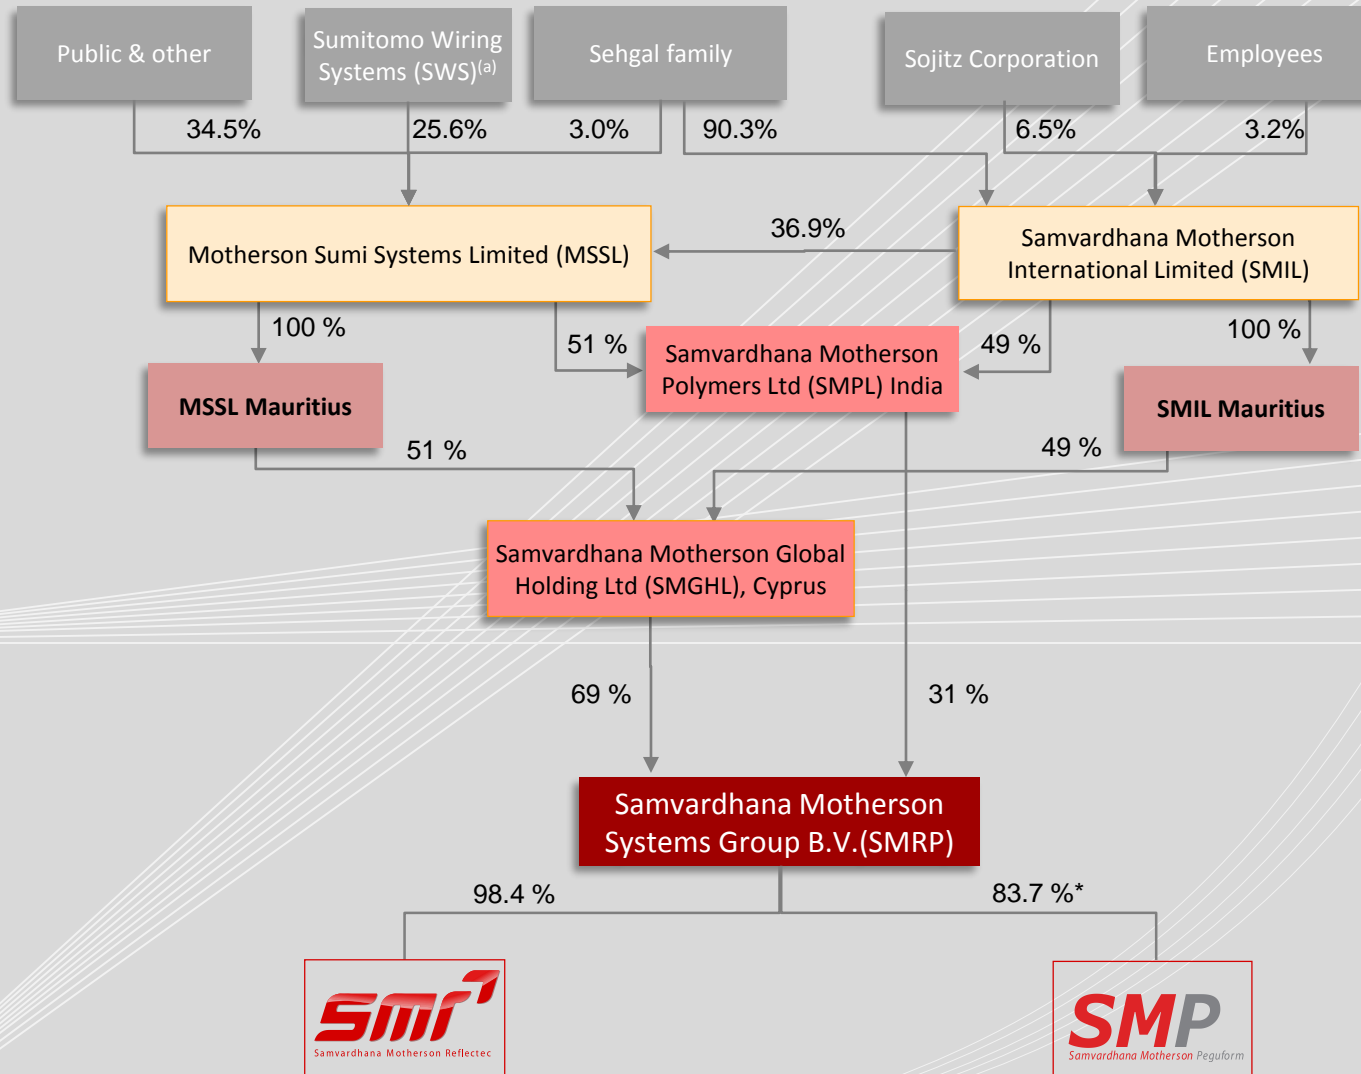 Public & other
Sumitomo Wiring
Systems (SWS)(a)
Sehgal family
Sojitz Corporation
Employees
34.5%
25.6%
3.0%
90.3%
6.5%
3.2%
Motherson Sumi Systems Limited (MSSL)
36.9%
Samvardhana Motherson
International Limited (SMIL)
100 %
51 %
Samvardhana Motherson
Polymers Ltd (SMPL) India
49 %
100 %
MSSL Mauritius
SMIL Mauritius
51 %
49 %
Samvardhana Motherson Global
Holding Ltd (SMGHL), Cyprus
69 %
31 %
Samvardhana Motherson
Systems Group B.V.(SMRP)
98.4 %
83.7 %*
smr
Samvardhana Motherson Reflectec
SMP
Samvardhana Motherson Peguform